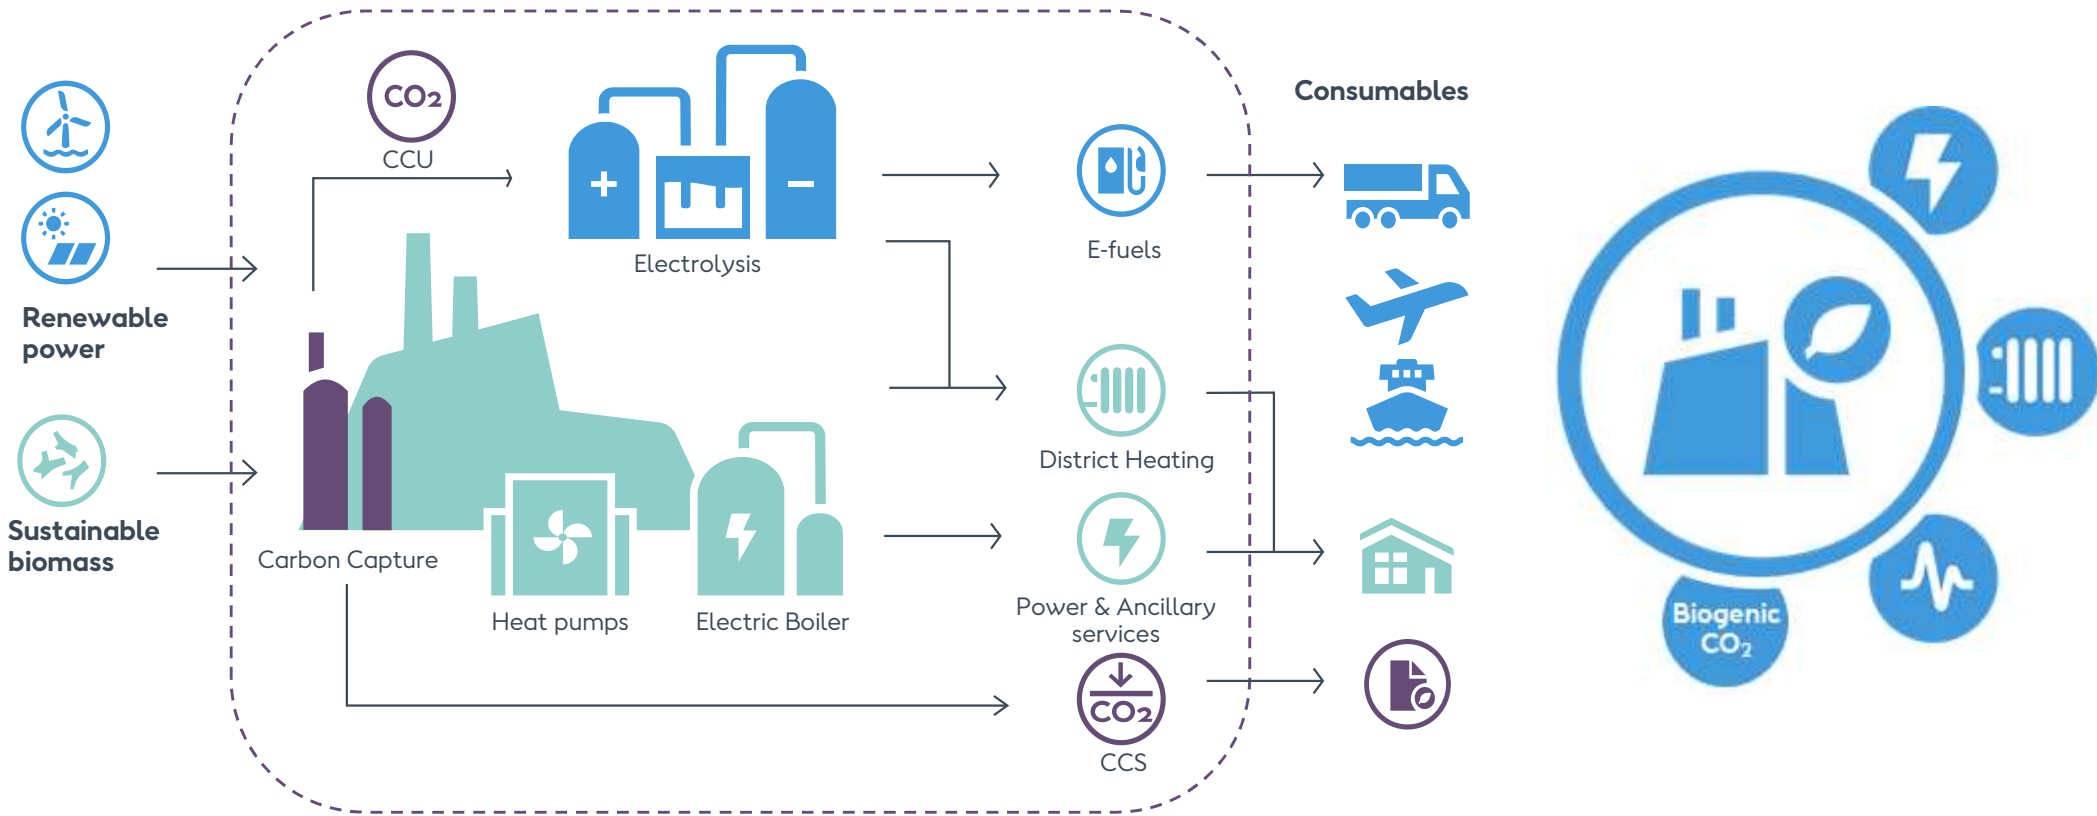 Renewable
power
Sustainable
biomass
CO2
CCU
Electrolysis
Carbon Capture
Heat pumps
Electric Boiler
E-fuels
District Heating
Power & Ancillary
services
CO2
CCS
Consumables
Biogenic
CO₂